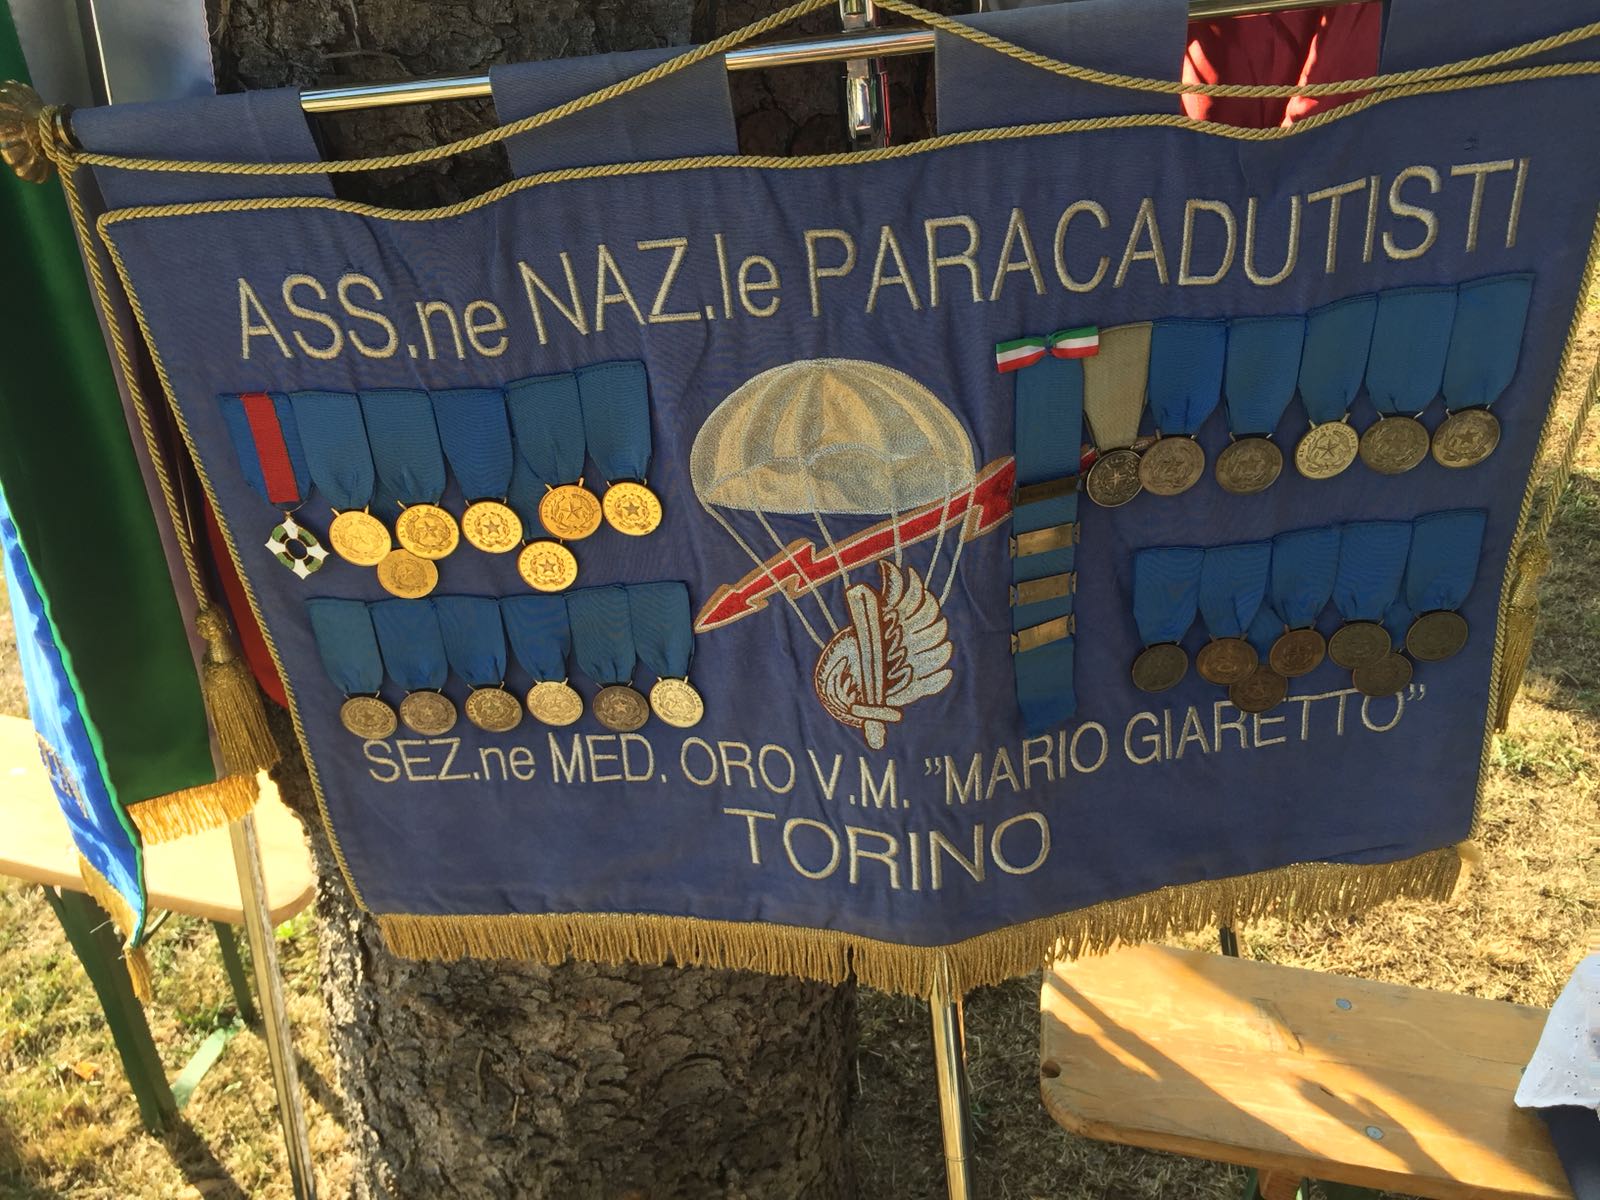 ASS.ne NAZ.le PARACADUTISTI
SEZ.ne MED. ORO V.M. "MARIO GIARETTO"
TORINO